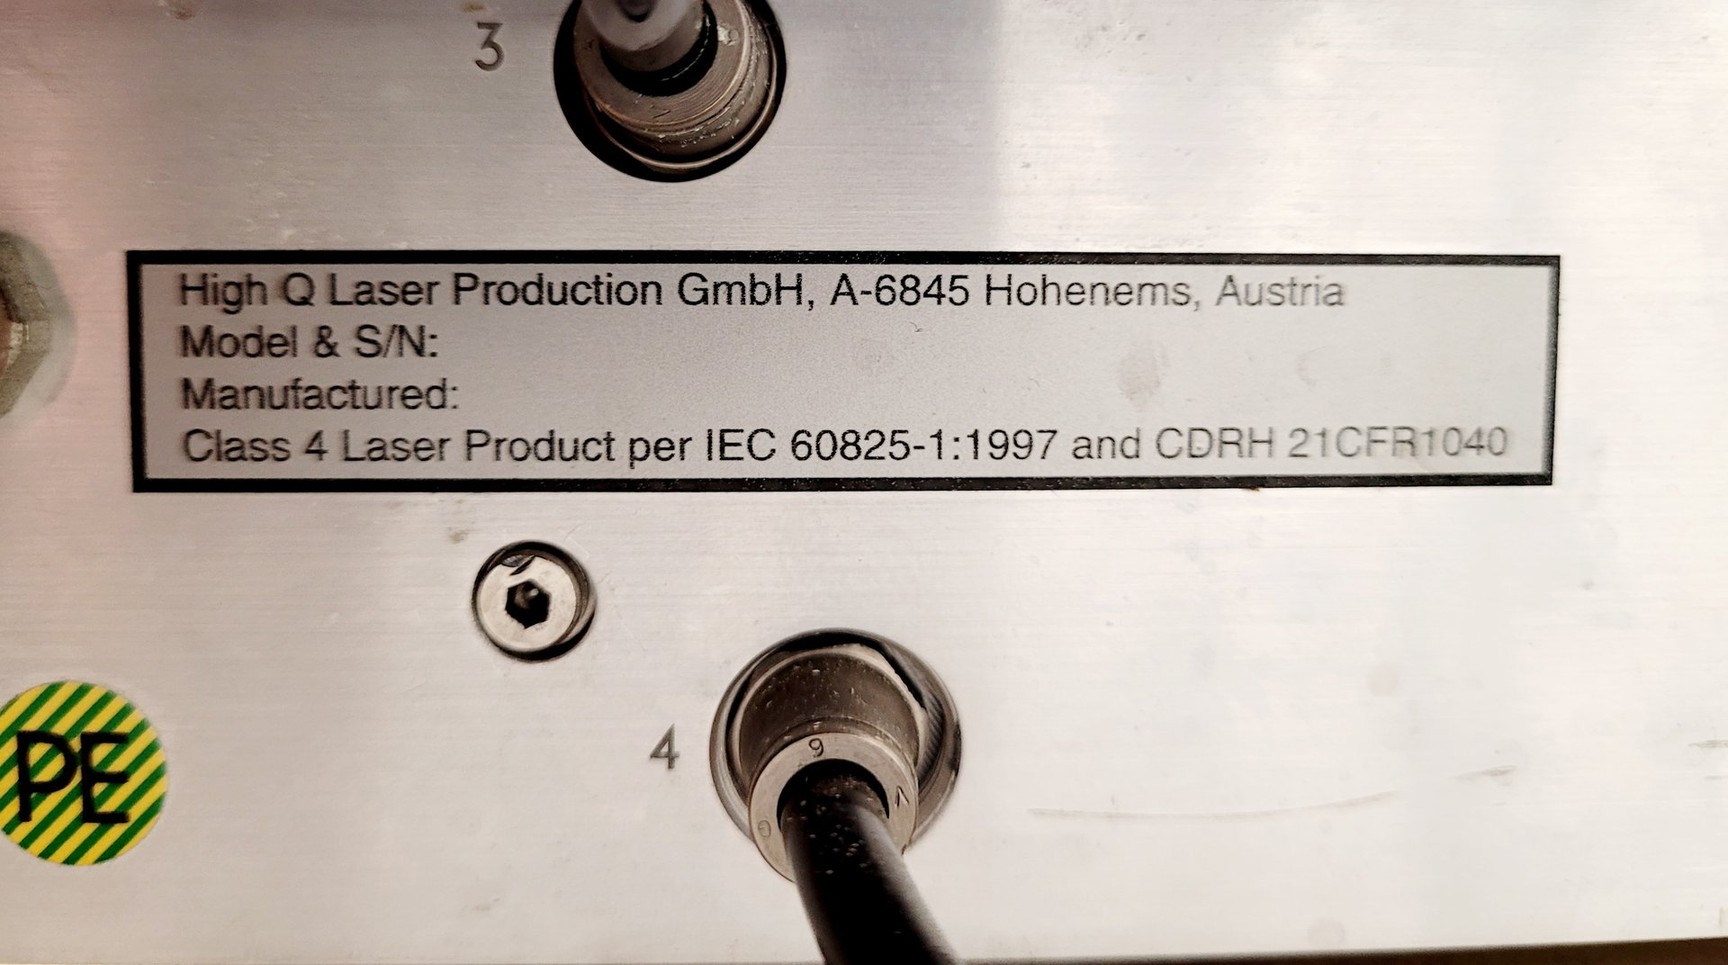 3
High Q Laser Production GmbH, A-6845 Hohenems, Austria
Model & S/N:
Manufactured:
Class 4 Laser Product per IEC 60825-1:1997 and CDRH 21CFR1040
4
9
PE